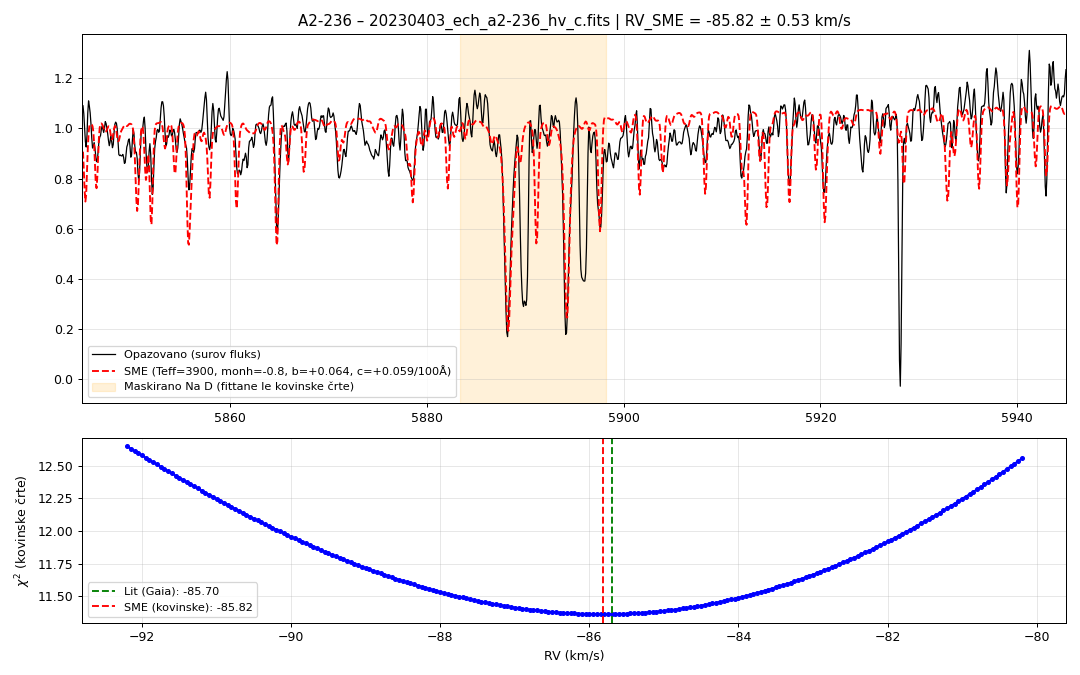 A2-236 – 20230403_ech_a2-236_hv_c.fits | RV_SME = -85.82 ± 0.53 km/s
1.2
1.0
0.8
0.6
0.4
0.2
0.0
Opazovano (surov fluks)
SME (Teff=3900, monh=-0.8, b=+0.064, c=+0.059/100Å)
Maskirano Na D (fittane le kovinske črte)
5860 5880 5900 5920 5940
χ² (kovinske črte)
12.50
12.25
12.00
11.75
11.50
Lit (Gaia): -85.70
SME (kovinske): -85.82
−92 −90 −88 −86 −84 −82 −80
RV (km/s)